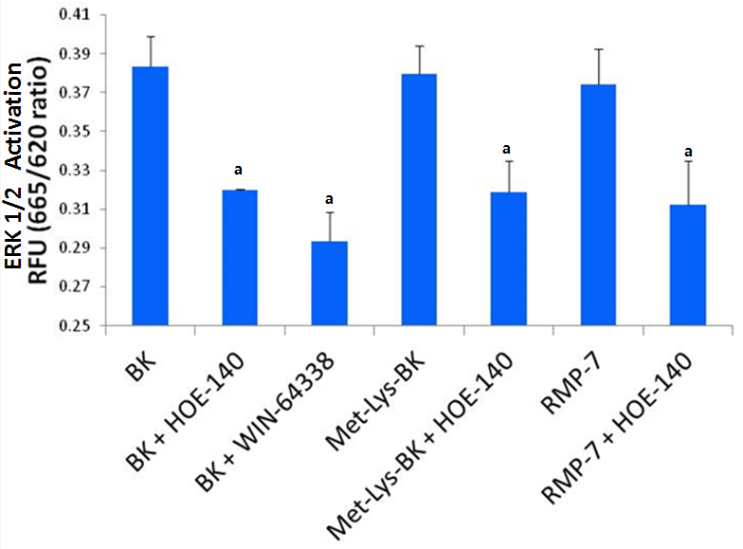 ERK 1/2 Activation
RFU (665/620 ratio)
0.41
0.39
0.37
0.35
0.33
0.31
0.29
0.27
0.25
a
a
a
a
BK
BK + HOE-140
BK + WIN-64338
Met-Lys-BK
Met-Lys-BK + HOE-140
RMP-7
RMP-7 + HOE-140